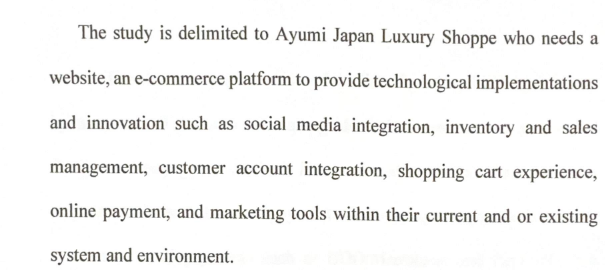 The study is delimited to Ayumi Japan Luxury Shoppe who needs a
website, an e-commerce platform to provide technological implementations
and innovation such as social media integration, inventory and sales
management, customer account integration, shopping cart experience,
online payment, and marketing tools within their current and or existing
system and environment.